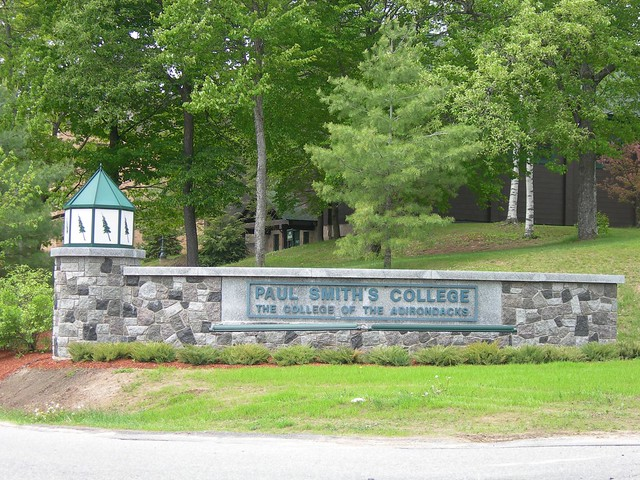 PAUL SMITH'S COLLEGE
THE COLLEGE OF THE ADIRONDACKS